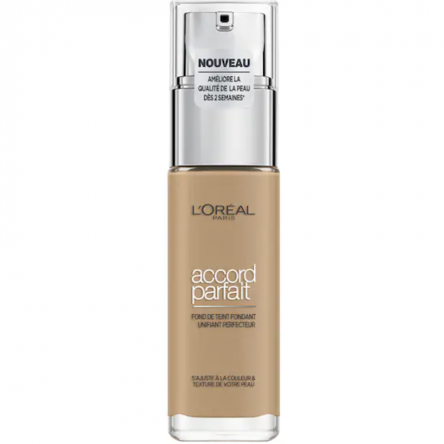 NOUVEAU
AMÉLIORE LA
QUALITÉ DE LA PEAU
DÈS 2 SEMAINES*
L'ORÉAL
PARIS
accord
parfait
FOND DE TEINT FONDANT
UNIFIANT PERFECTEUR
S'AJUSTE À LA COULEUR &
TEXTURE DE VOTRE PEAU